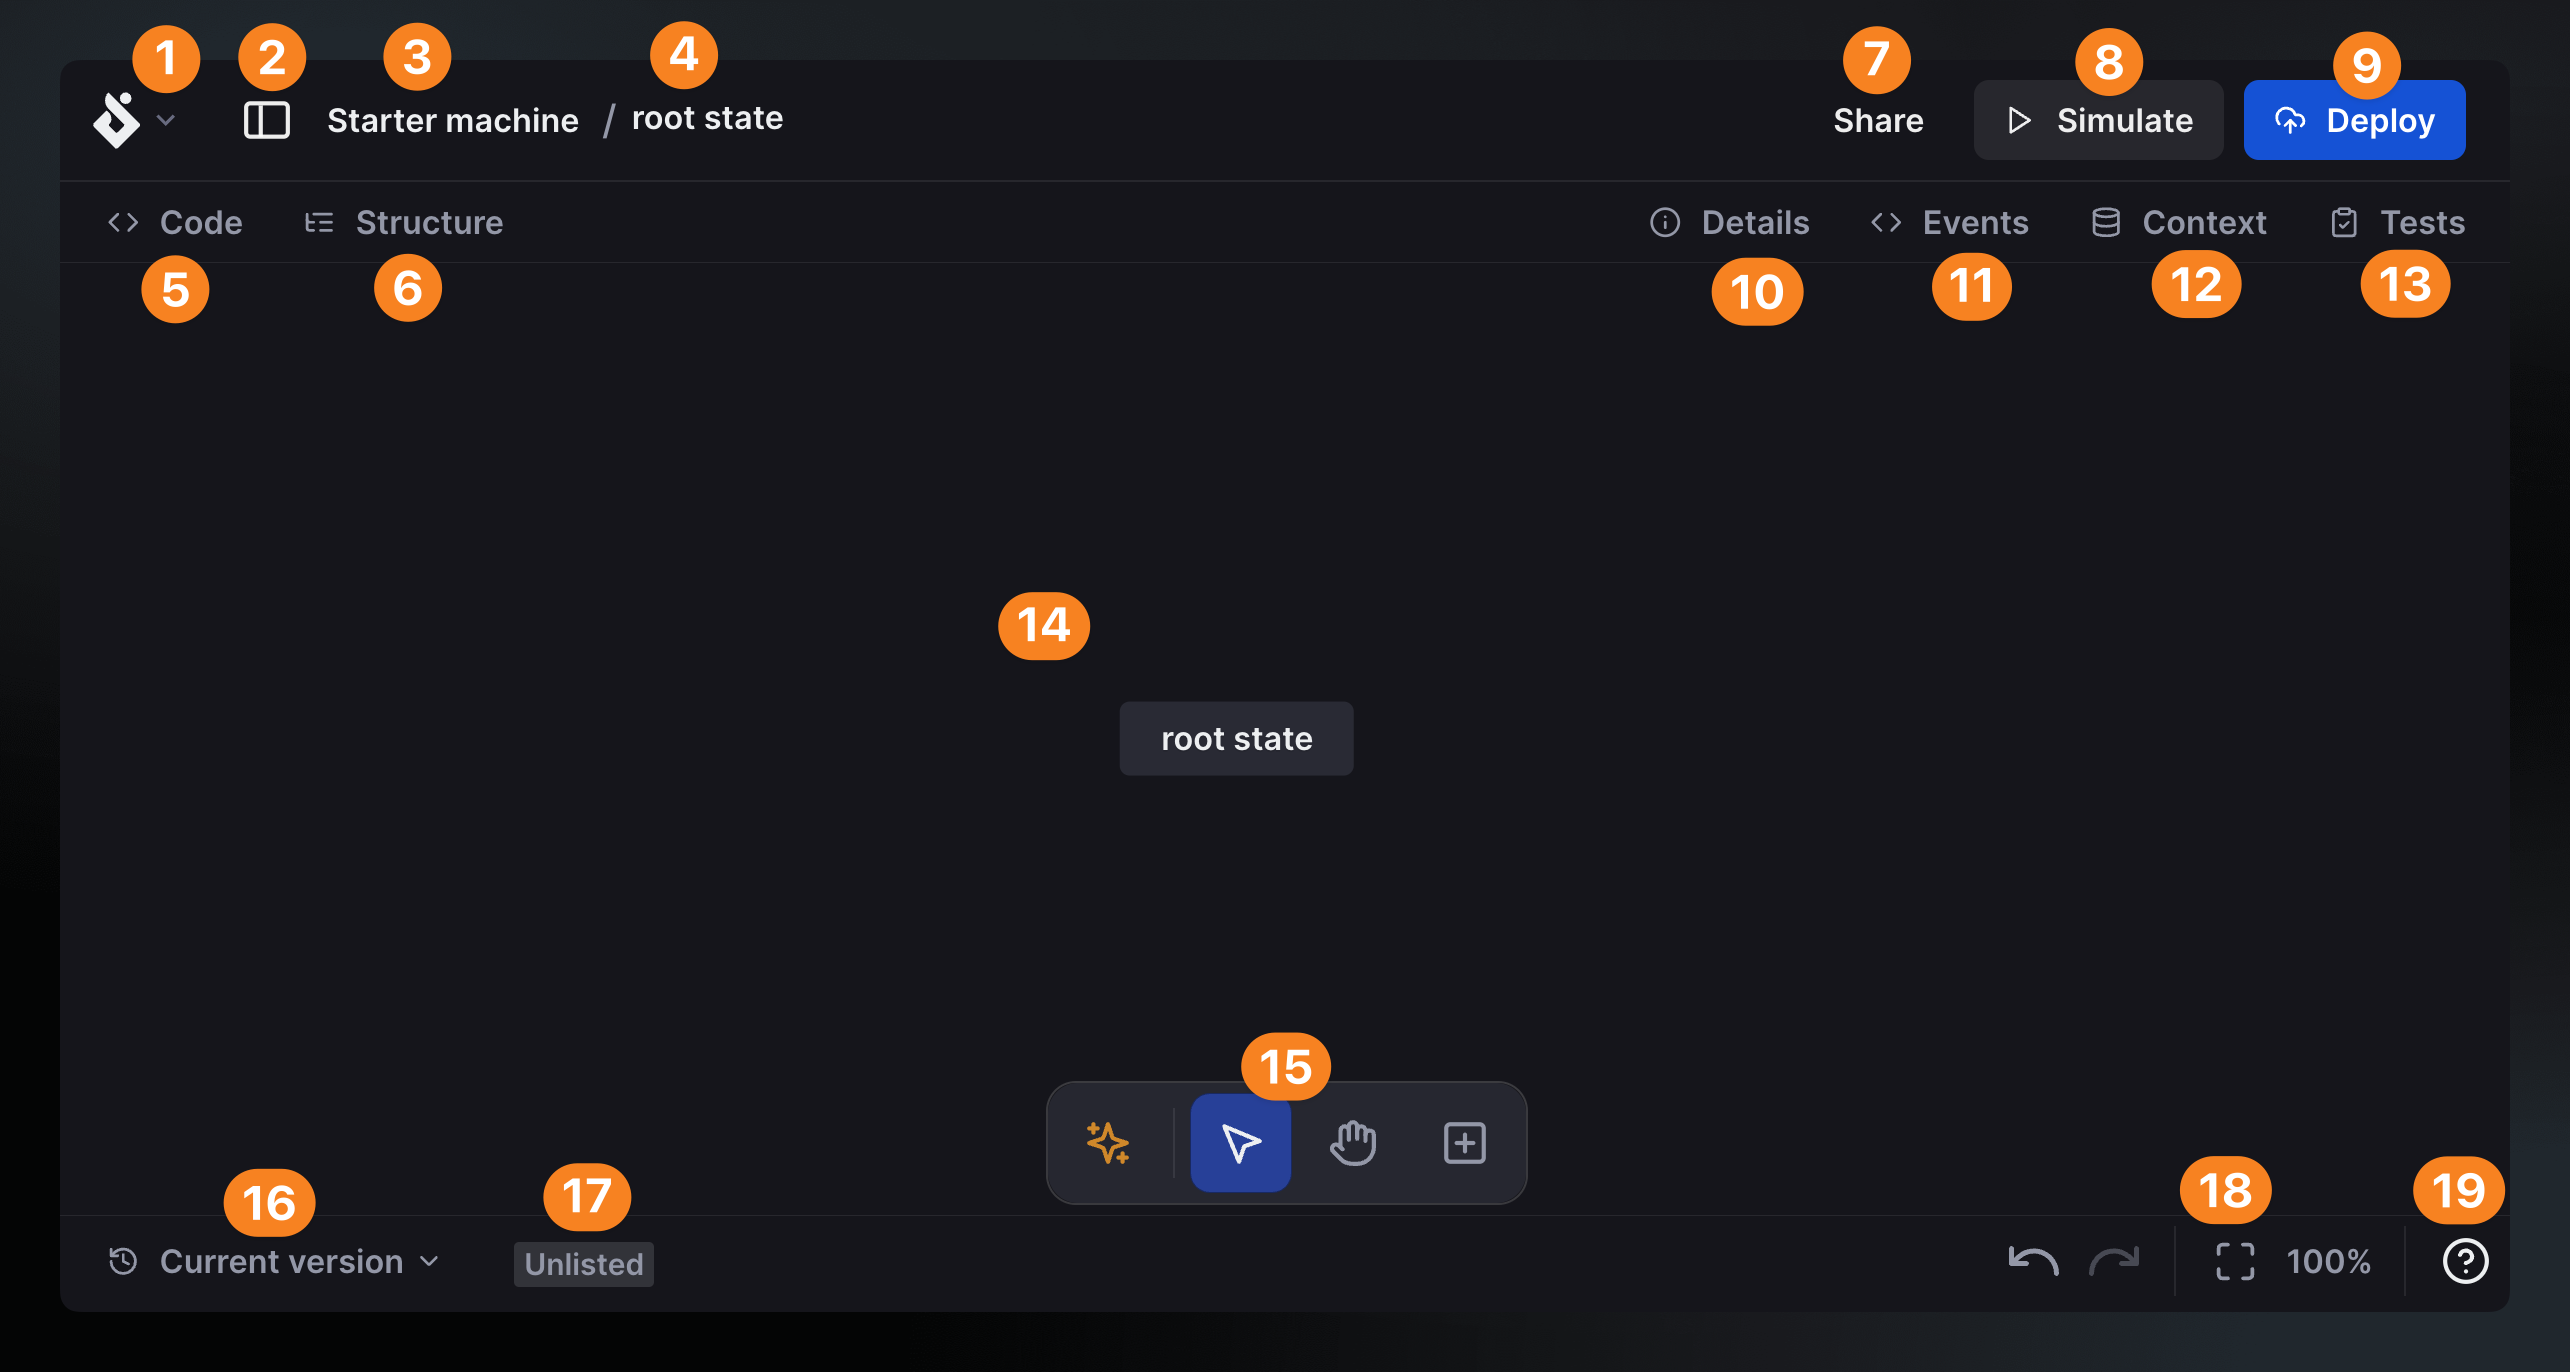 1
2
3
4
7
8
9
Starter machine / root state
Share
Simulate
Deploy
Code
Structure
Details
Events
Context
Tests
5
6
10
11
12
13
14
root state
15
16
17
18
19
Current version
Unlisted
100%
?